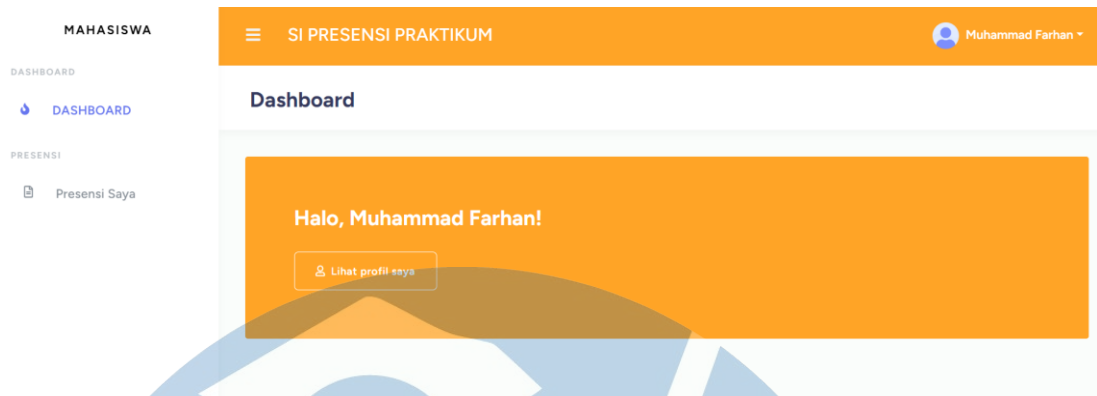 MAHASISWA
SI PRESENSI PRAKTIKUM
Muhammad Farhan
DASHBOARD
DASHBOARD
Dashboard
PRESENSI
Presensi Saya
Halo, Muhammad Farhan!
Lihat profil saya